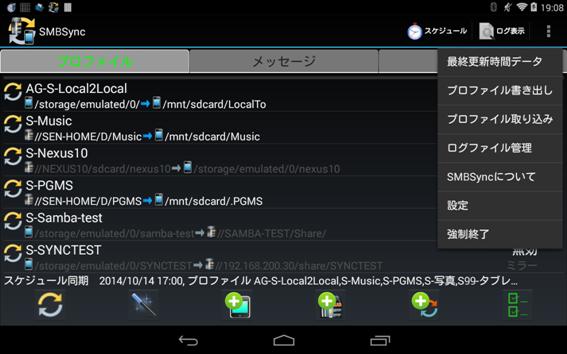 19:08
SMBSync
スケジュール
ログ表示
プロファイル
メッセージ
最終更新時間データ
プロファイル書き出し
プロファイル取り込み
ログファイル管理
SMBSyncについて
設定
強制終了
AG-S-Local2Local
/storage/emulated/0/ /mnt/sdcard/LocalTo
S-Music
//SEN-HOME/D/Music /mnt/sdcard/Music
S-Nexus10
//NEXUS10/sdcard/nexus10 /storage/emulated/0/nexus10
S-PGMS
//SEN-HOME/D/PGMS /mnt/sdcard/.PGMS
S-Samba-test
/storage/emulated/0/samba-test //SAMBA-TEST/Share/
S-SYNCTEST
無効
/storage/emulated/0/SYNCTEST //192.168.200.30/share/SYNCTEST
ミラー
スケジュール同期 2014/10/14 17:00, プロファイル AG-S-Local2Local,S-Music,S-PGMS,S-写真,S99-タブレ...